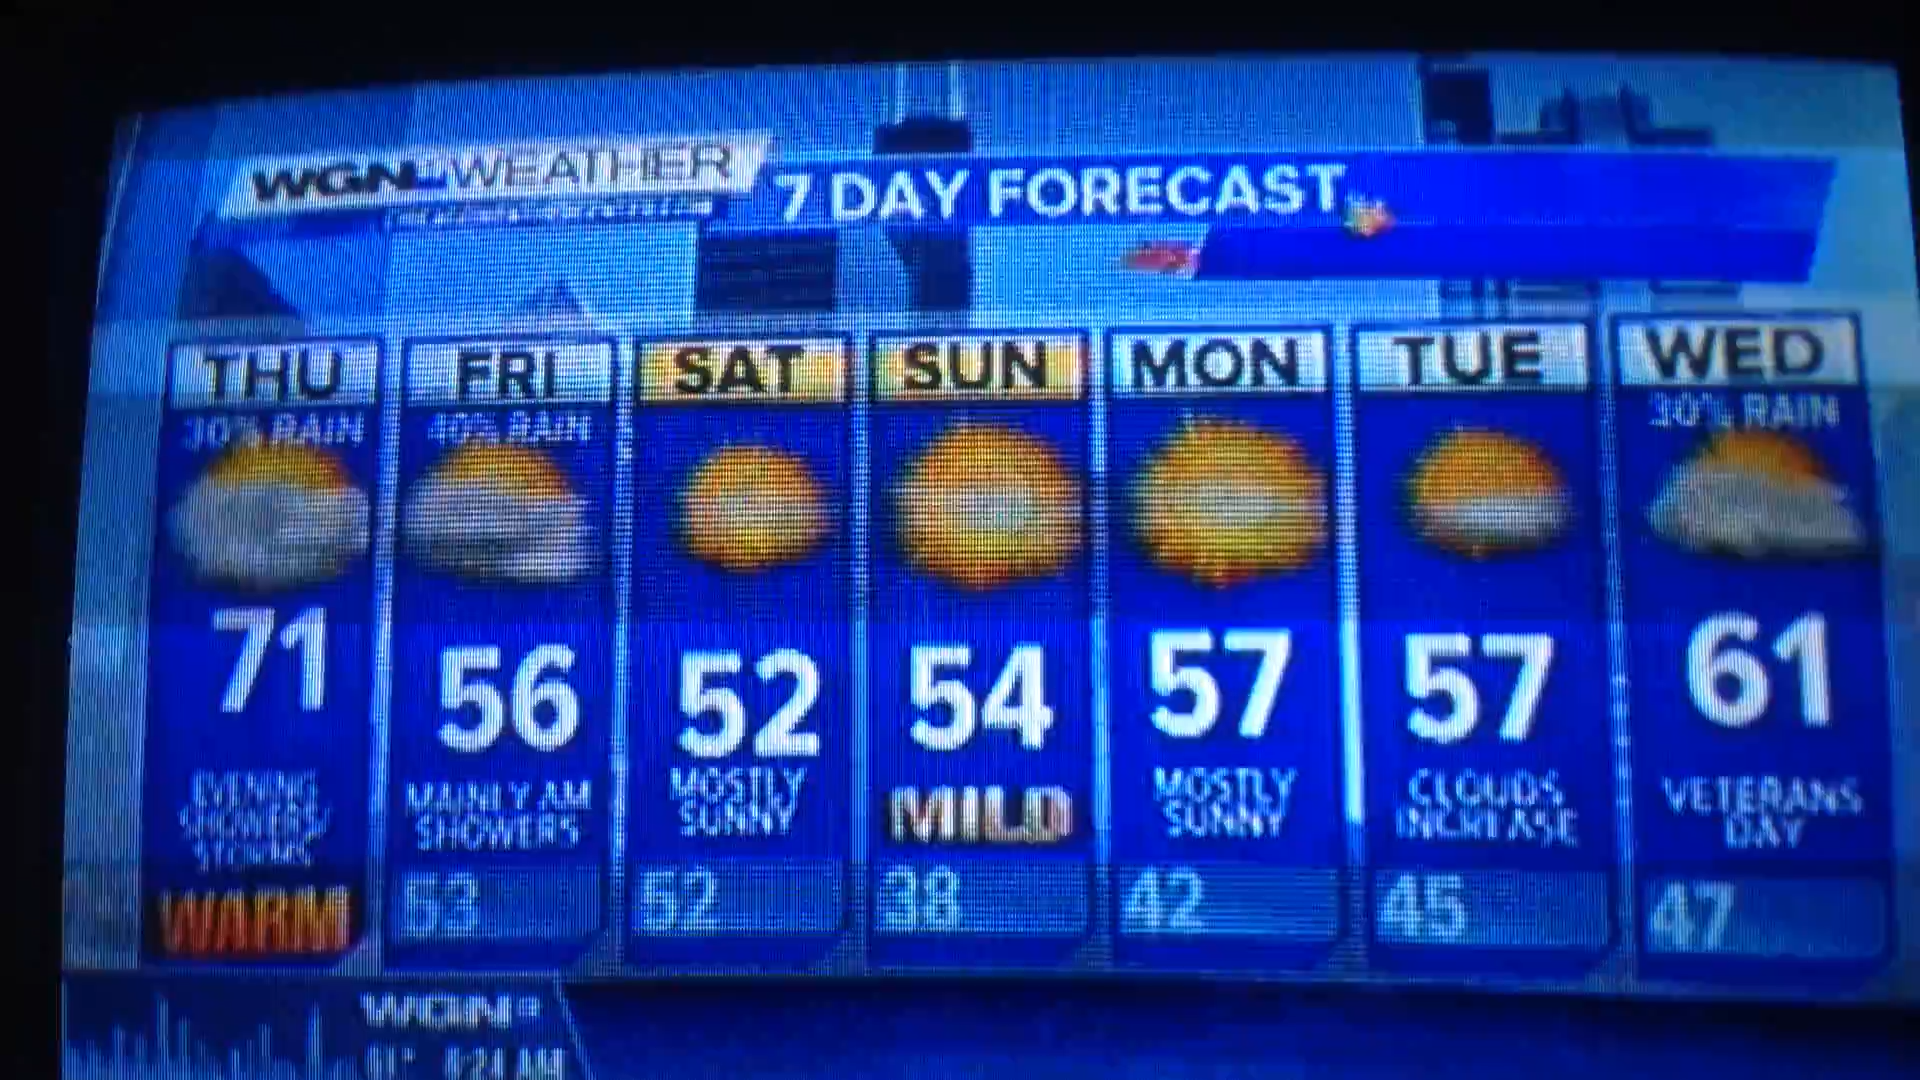 WGN WEATHER
7 DAY FORECAST
THU
30% RAIN
71
EVENING
SHOWERS/
STORMS
WARM
FRI
40% RAIN
56
MAINLY AM
SHOWERS
53
SAT
52
MOSTLY
SUNNY
52
SUN
54
MILD
38
MON
57
MOSTLY
SUNNY
42
TUE
57
CLOUDS
INCREASE
45
WED
RAIN
61
VETERANS
DAY
47
WGN